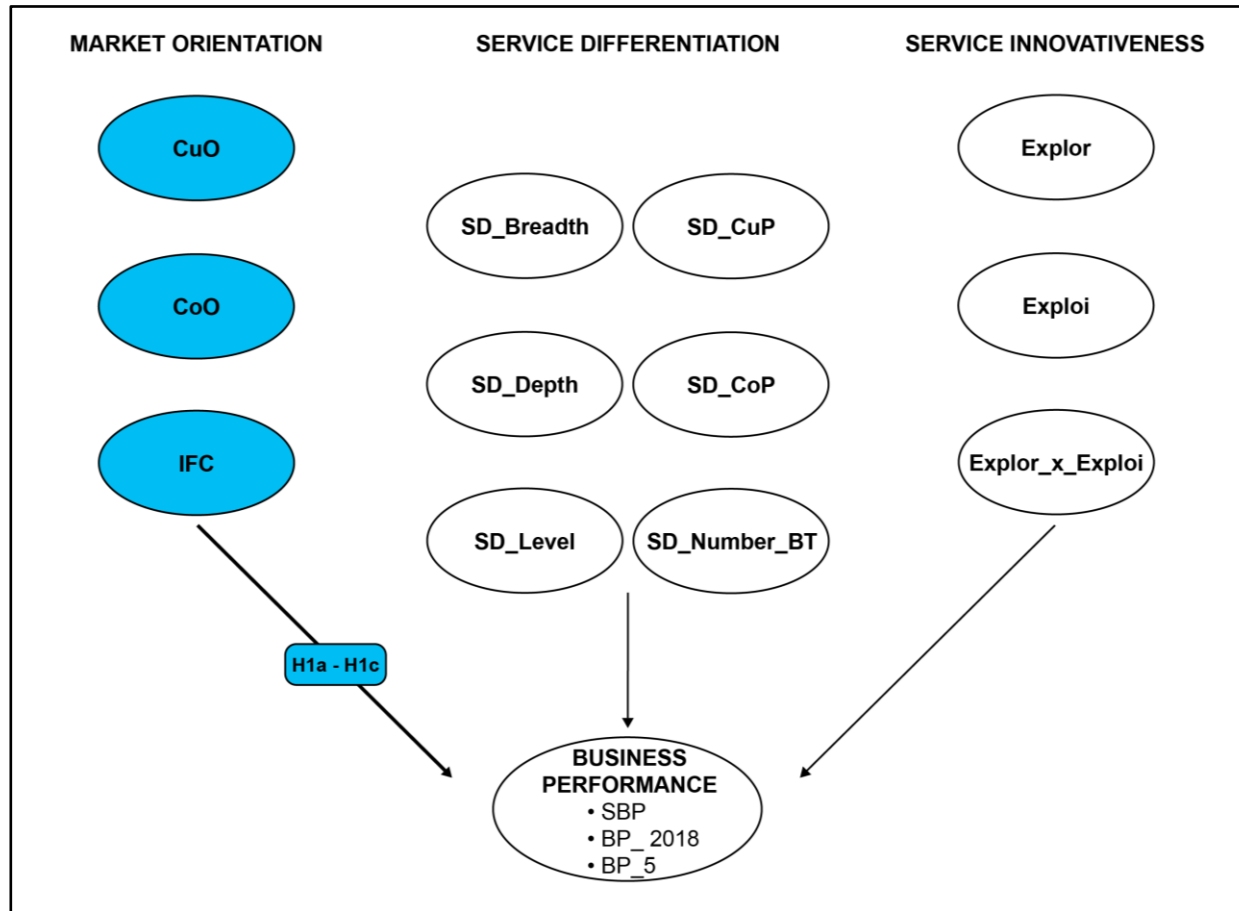 MARKET ORIENTATION
SERVICE DIFFERENTIATION
SERVICE INNOVATIVENESS
CuO
Explor
SD_Breadth
SD_CuP
CoO
Exploi
SD_Depth
SD_CoP
IFC
Explor_x_Exploi
SD_Level
SD_Number_BT
H1a - H1c
BUSINESS
PERFORMANCE
• SBP
• BP_ 2018
• BP_5